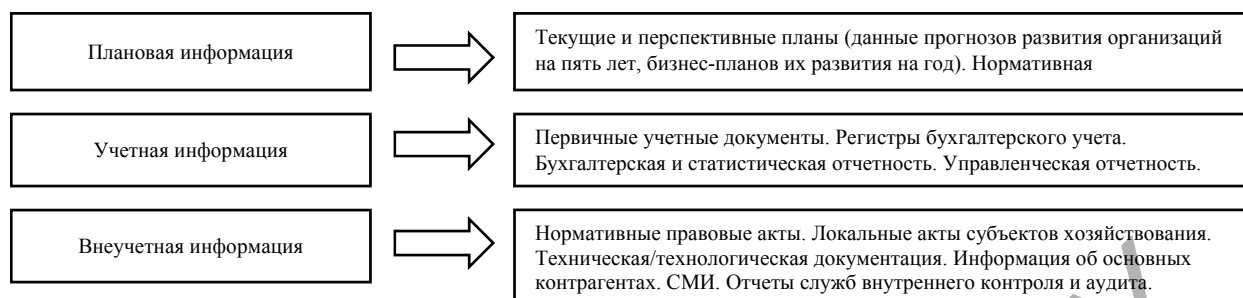 Плановая информация
Текущие и перспективные планы (данные прогнозов развития организаций
на пять лет, бизнес-планов их развития на год). Нормативная
Учетная информация
Первичные учетные документы. Регистры бухгалтерского учета.
Бухгалтерская и статистическая отчетность. Управленческая отчетность.
Внеучетная информация
Нормативные правовые акты. Локальные акты субъектов хозяйствования.
Техническая/технологическая документация. Информация об основных
контрагентах. СМИ. Отчеты служб внутреннего контроля и аудита.